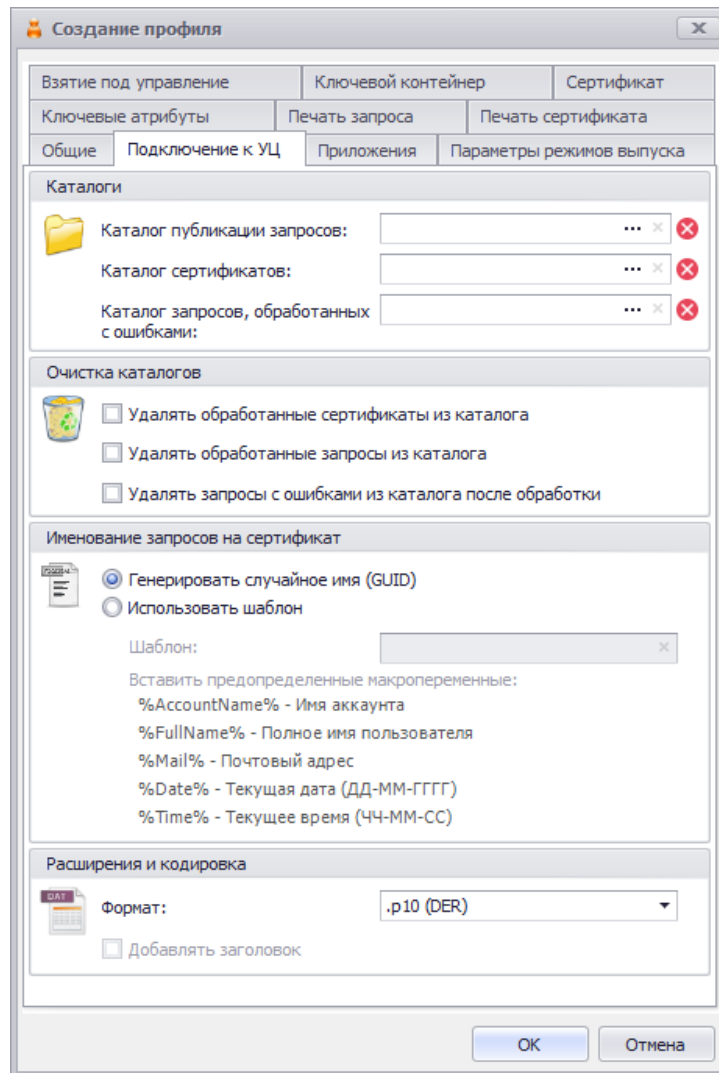 Создание профиля
Взятие под управление
Ключевой контейнер
Сертификат
Ключевые атрибуты
Печать запроса
Печать сертификата
Общие
Подключение к УЦ
Приложения
Параметры режимов выпуска
Каталоги
Каталог публикации запросов:
Каталог сертификатов:
Каталог запросов, обработанных
с ошибками:
Очистка каталогов
Удалять обработанные сертификаты из каталога
Удалять обработанные запросы из каталога
Удалять запросы с ошибками из каталога после обработки
Именование запросов на сертификат
Генерировать случайное имя (GUID)
Использовать шаблон
Шаблон:
Вставить предопределенные макропеременные:
%AccountName% - Имя аккаунта
%FullName% - Полное имя пользователя
%Mail% - Почтовый адрес
%Date% - Текущая дата (ДД-ММ-ГГГГ)
%Time% - Текущее время (ЧЧ-ММ-СС)
Расширения и кодировка
DAT
Формат:
.p10 (DER)
Добавлять заголовок
OK
Отмена